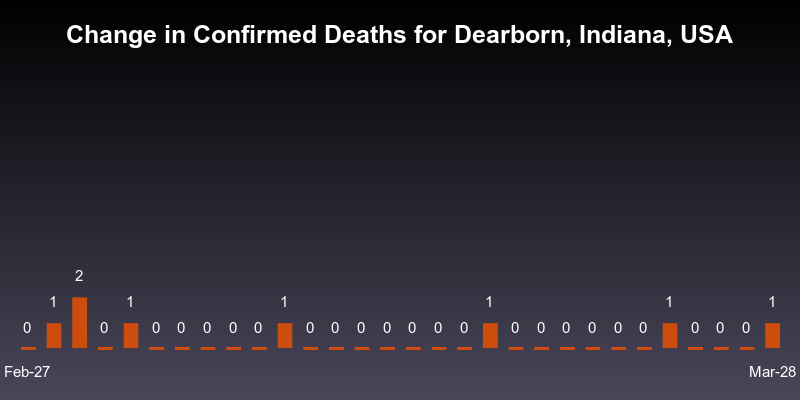 Change in Confirmed Deaths for Dearborn, Indiana, USA
0 1 2 0 1 0 0 0 0 0 1 0 0 0 0 0 0 0 1 0 0 0 0 0 0 1 0 0 0 1
Feb-27 Mar-28